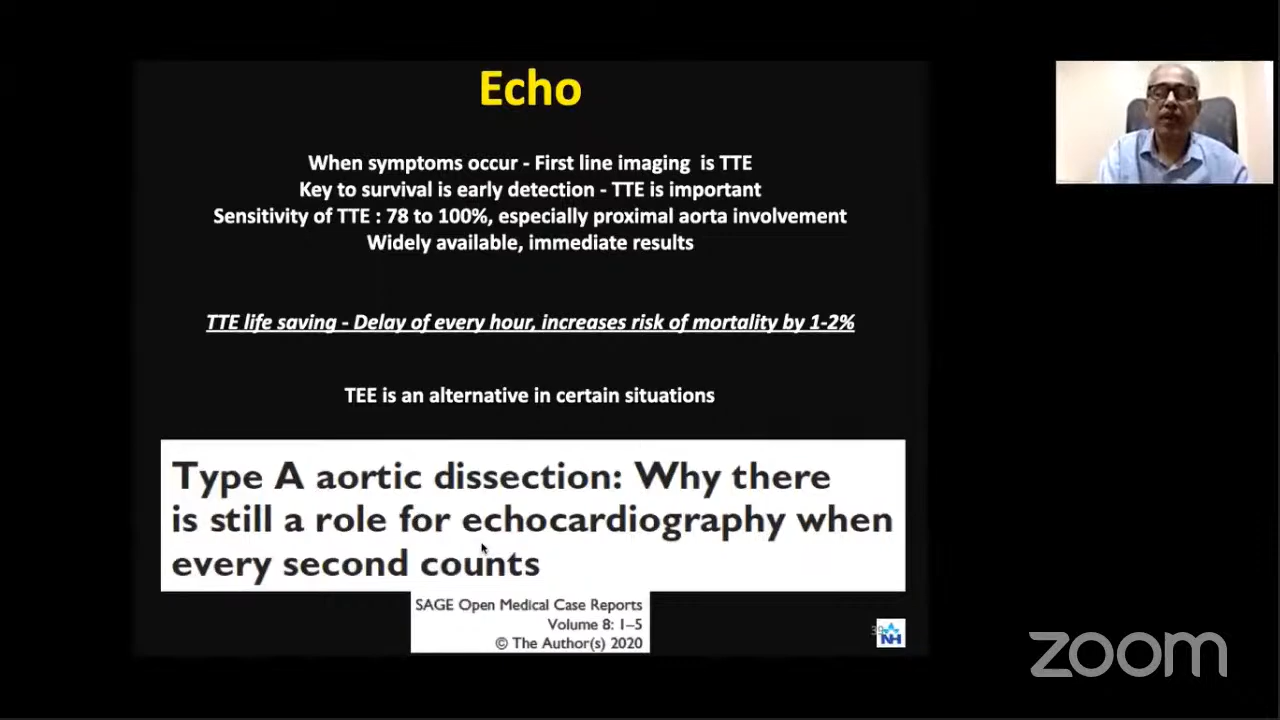 Echo
When symptoms occur - First line imaging is TTE
Key to survival is early detection - TTE is important
Sensitivity of TTE : 78 to 100%, especially proximal aorta involvement
Widely available, immediate results
TTE life saving - Delay of every hour, increases risk of mortality by 1-2%
TEE is an alternative in certain situations
Type A aortic dissection: Why there
is still a role for echocardiography when
every second counts
SAGE Open Medical Case Reports
Volume 8: 1–5
© The Author(s) 2020
NH
zoom